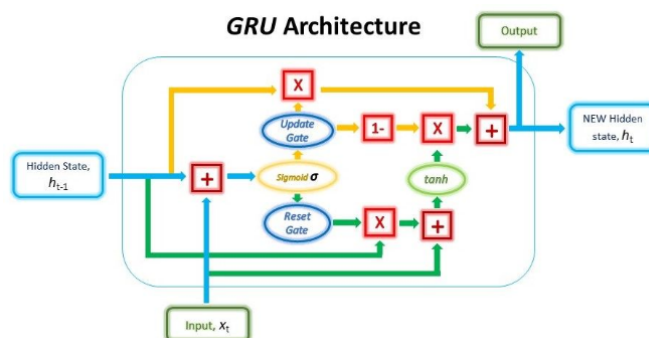 GRU Architecture
Output
X
Update
Gate
1-
X
+
NEW Hidden
state, hₜ
Hidden State,
hₜ₋₁
+
Sigmoid σ
tanh
Reset
Gate
X
+
Input, xₜ